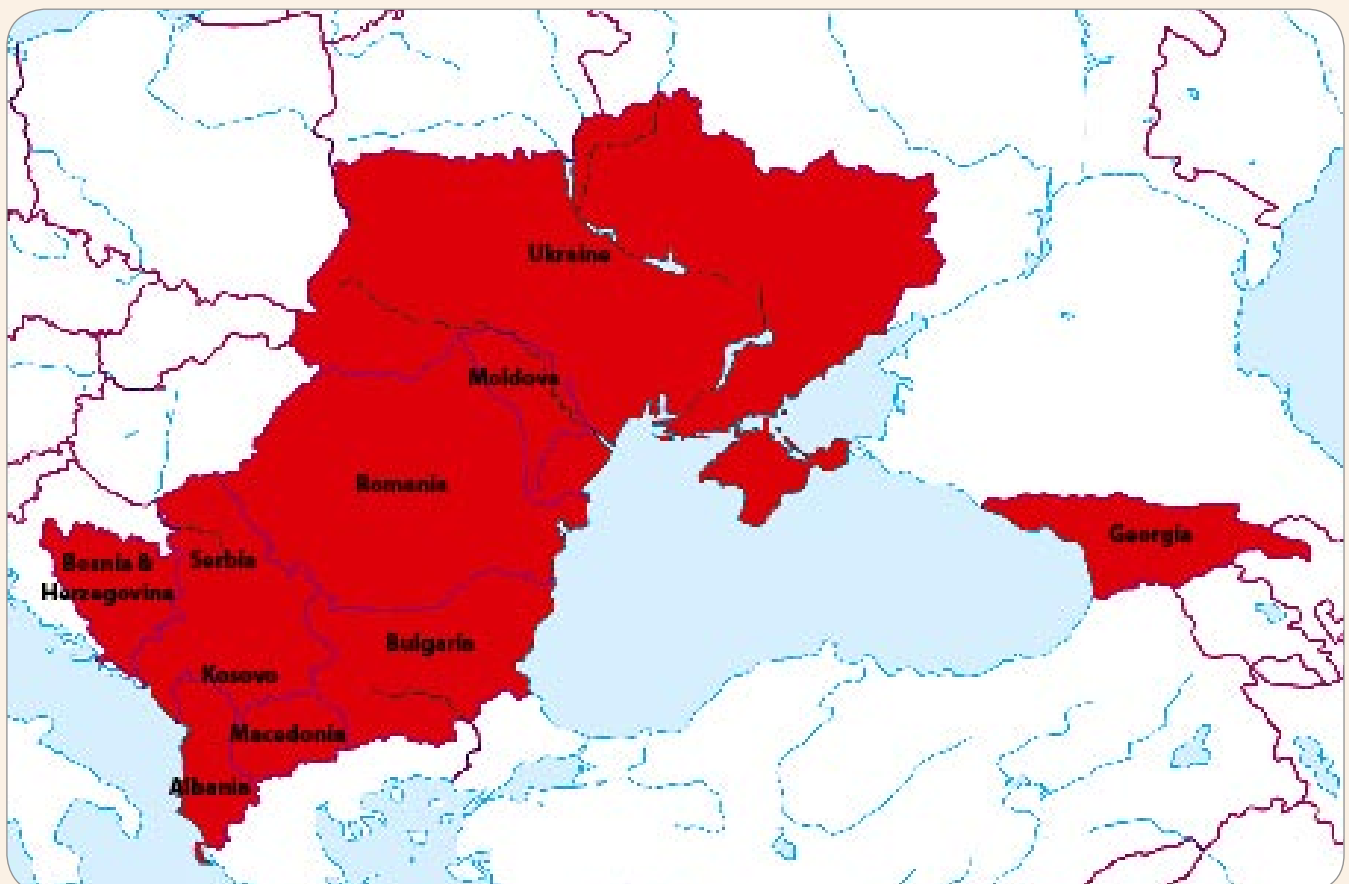 Ukraine
Moldova
Romania
Georgia
Bosnia &
Herzegovina
Serbia
Bulgaria
Kosovo
Macedonia
Albania